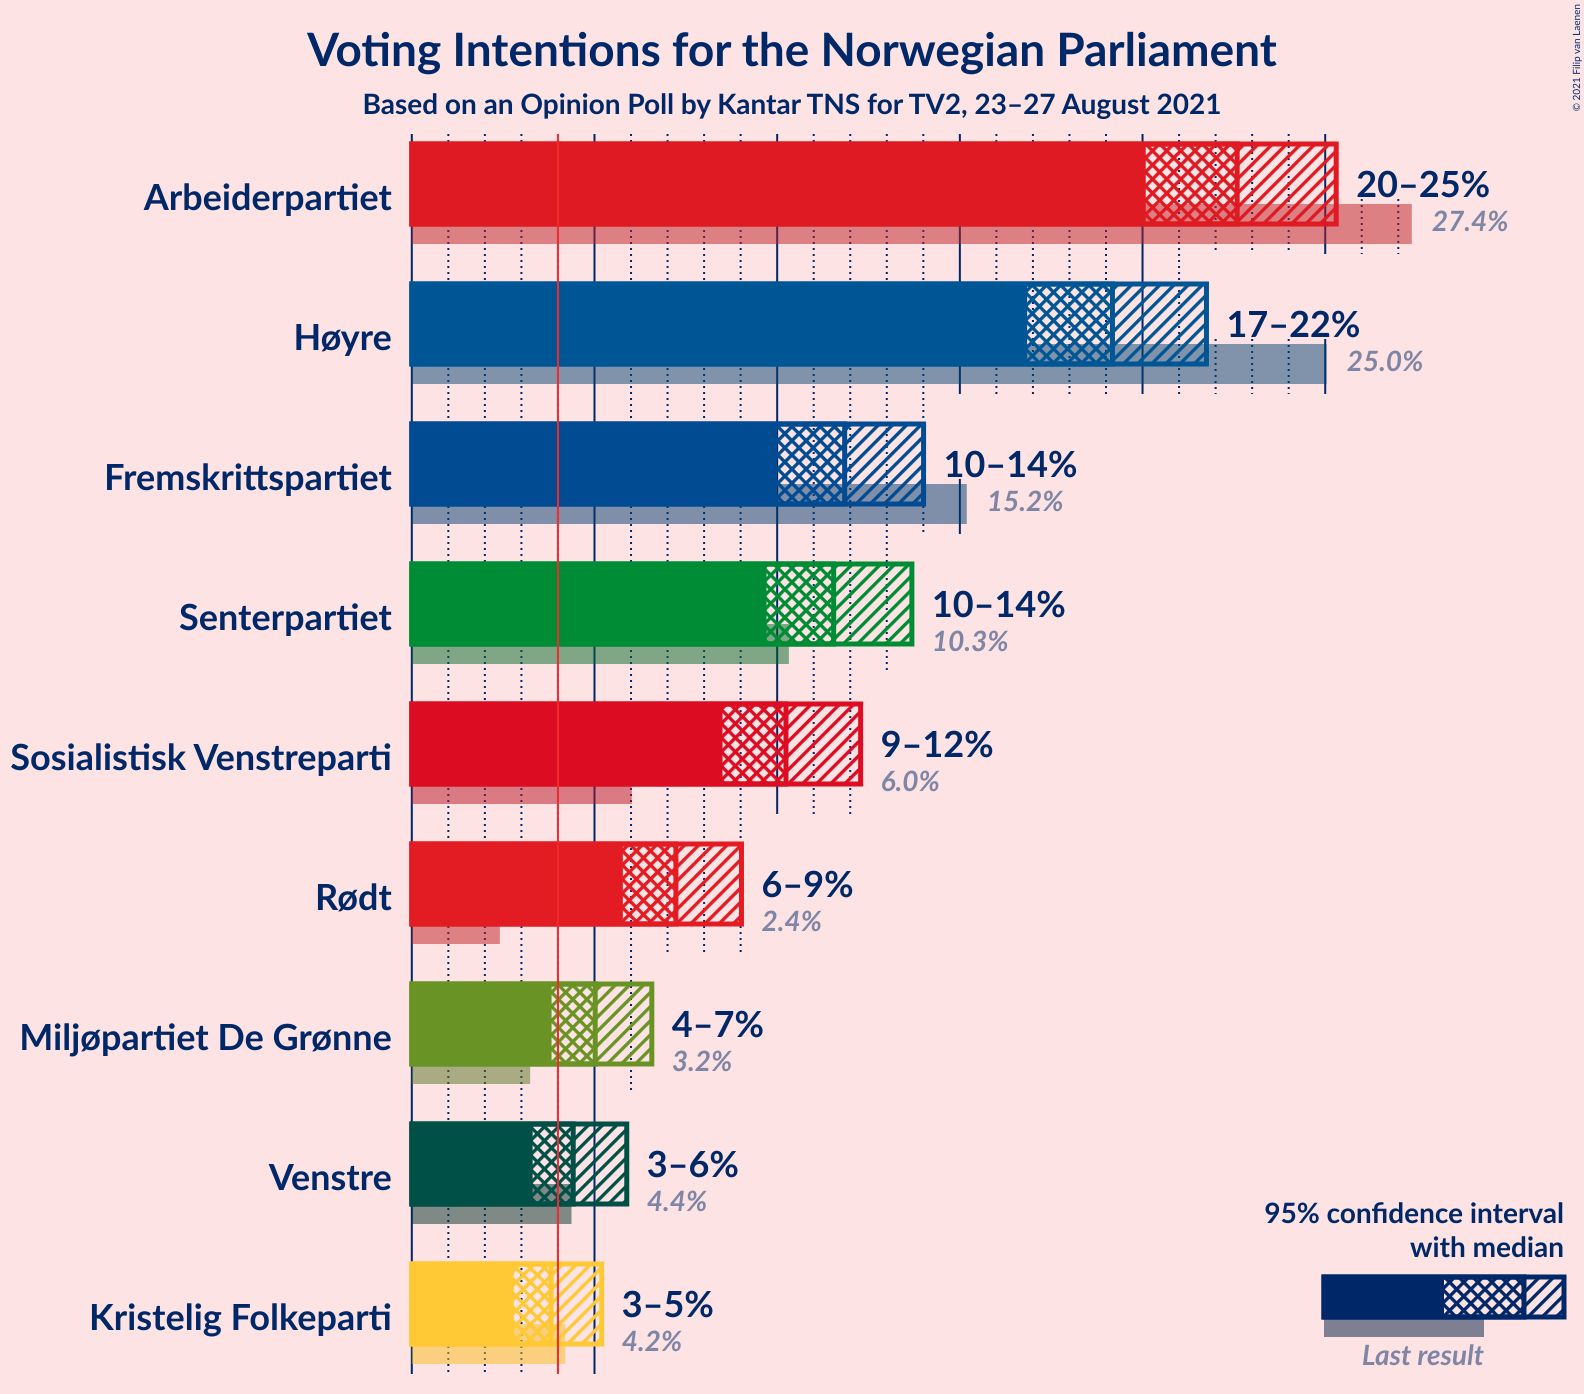 Voting Intentions for the Norwegian Parliament
Based on an Opinion Poll by Kantar TNS for TV2, 23–27 August 2021
© 2021 Filip van Laenen
Arbeiderpartiet
20–25%
27.4%
Høyre
17–22%
25.0%
Fremskrittspartiet
10–14%
15.2%
Senterpartiet
10–14%
10.3%
Sosialistisk Venstreparti
9–12%
6.0%
Rødt
6–9%
2.4%
Miljøpartiet De Grønne
4–7%
3.2%
Venstre
3–6%
4.4%
Kristelig Folkeparti
3–5%
4.2%
95% confidence interval
with median
Last result